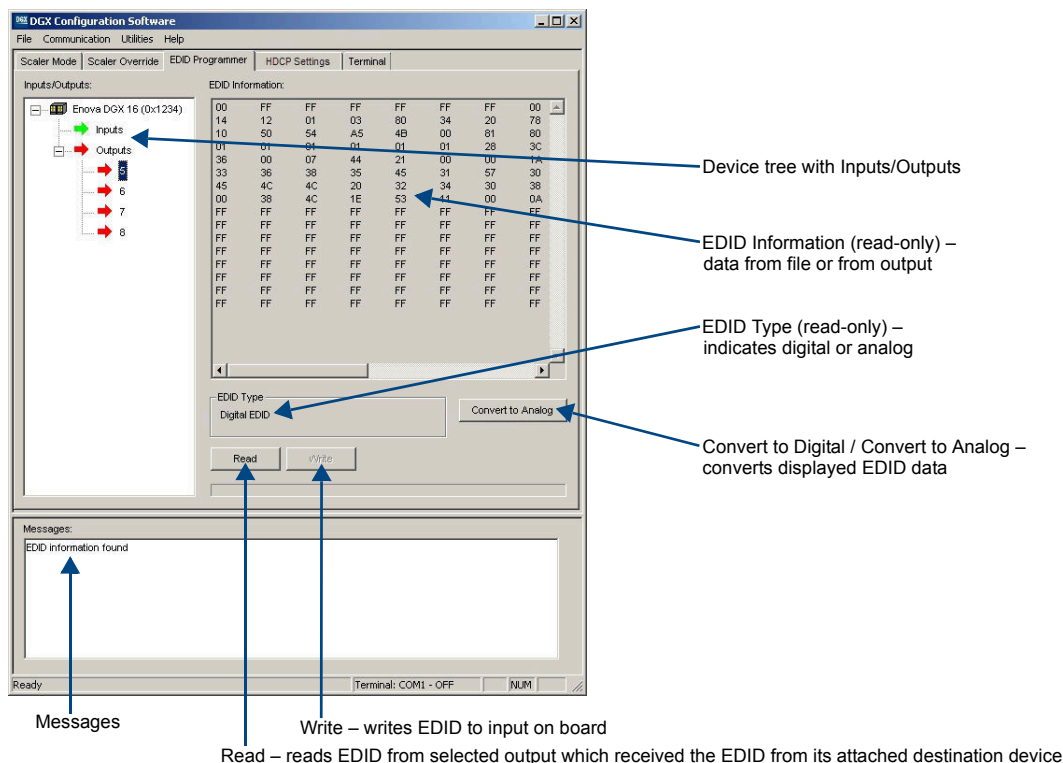 DGX Configuration Software
File Communication Utilities Help
Scaler Mode Scaler Override EDID Programmer HDCP Settings Terminal
Inputs/Outputs:
EDID Information:
Enova DGX 16 (0x1234)
Inputs
Outputs
5
6
7
8
00 FF FF FF FF FF FF 00
14 12 01 03 80 34 20 78
10 50 54 A5 4B 00 81 80
01 01 81 01 01 01 28 3C
36 00 07 44 21 00 00 1A
33 36 38 35 45 31 57 30
45 4C 4C 20 32 34 30 38
00 38 4C 1E 53 11 00 0A
FF FF FF FF FF FF FF FF
FF FF FF FF FF FF FF FF
FF FF FF FF FF FF FF FF
FF FF FF FF FF FF FF FF
FF FF FF FF FF FF FF FF
FF FF FF FF FF FF FF FF
FF FF FF FF FF FF FF FF
FF FF FF FF FF FF FF FF
EDID Type
Digital EDID
Convert to Analog
Read Write
Messages:
EDID information found
Ready Terminal: COM1 - OFF NUM
Device tree with Inputs/Outputs
EDID Information (read-only) –
data from file or from output
EDID Type (read-only) –
indicates digital or analog
Convert to Digital / Convert to Analog –
converts displayed EDID data
Messages
Write – writes EDID to input on board
Read – reads EDID from selected output which received the EDID from its attached destination device